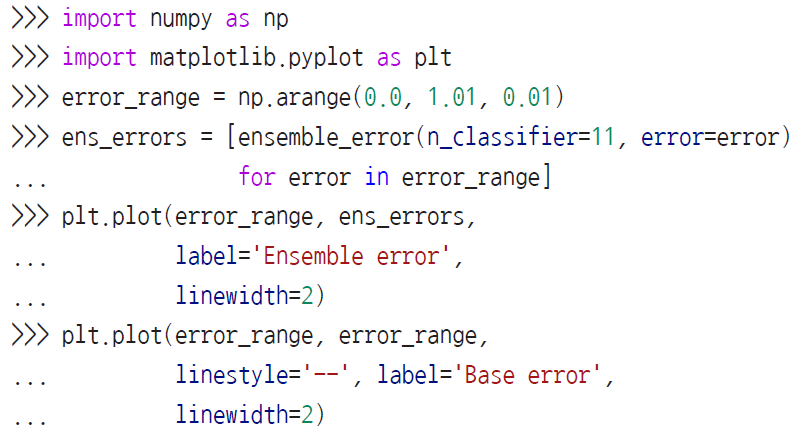 >>> import numpy as np
>>> import matplotlib.pyplot as plt
>>> error_range = np.arange(0.0, 1.01, 0.01)
>>> ens_errors = [ensemble_error(n_classifier=11, error=error)
...               for error in error_range]
>>> plt.plot(error_range, ens_errors,
...          label='Ensemble error',
...          linewidth=2)
>>> plt.plot(error_range, error_range,
...          linestyle='--', label='Base error',
...          linewidth=2)